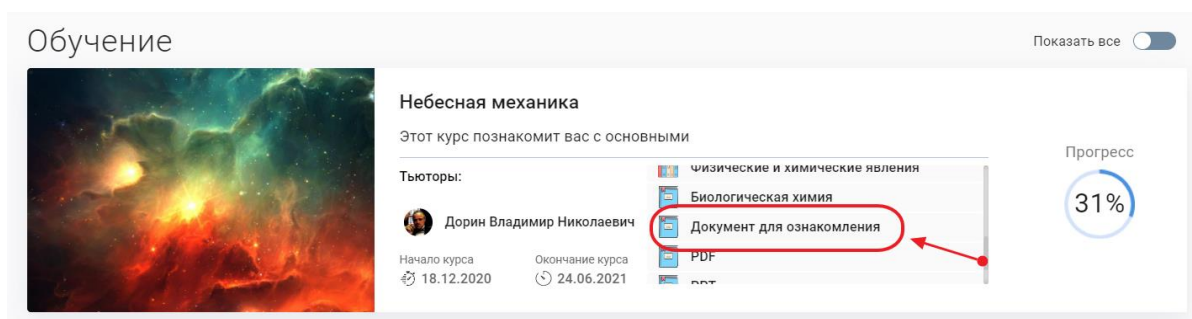 Обучение
Показать все
Небесная механика
Этот курс познакомит вас с основными
Прогресс
31%
Тьюторы:
Дорин Владимир Николаевич
Начало курса
Окончание курса
18.12.2020
24.06.2021
Физические и химические явления
Биологическая химия
Документ для ознакомления
PDF